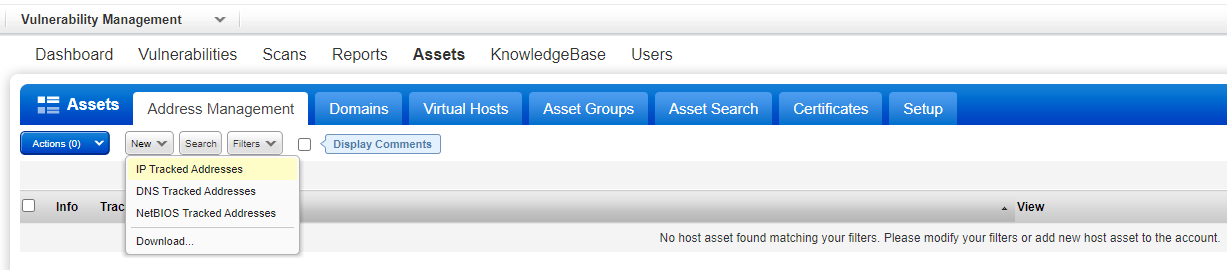 Vulnerability Management
Dashboard Vulnerabilities Scans Reports Assets KnowledgeBase Users
Assets Address Management Domains Virtual Hosts Asset Groups Asset Search Certificates Setup
Actions (0) New Search Filters Display Comments
IP Tracked Addresses
DNS Tracked Addresses
Info Trac View
NetBIOS Tracked Addresses
Download...
No host asset found matching your filters. Please modify your filters or add new host asset to the account.